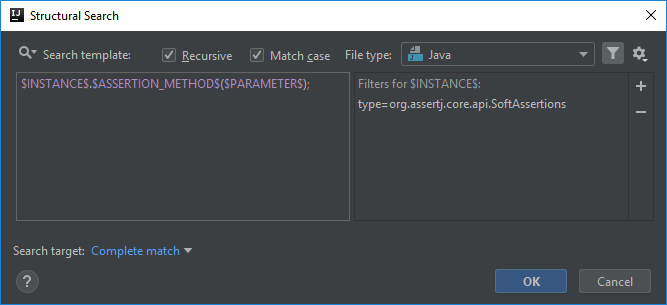 IJ Structural Search
Search template: Recursive Match case File type: Java
$INSTANCE$.$ASSERTION_METHOD$($PARAMETER$);
Filters for $INSTANCE$:
type=org.assertj.core.api.SoftAssertions
Search target: Complete match
? OK Cancel